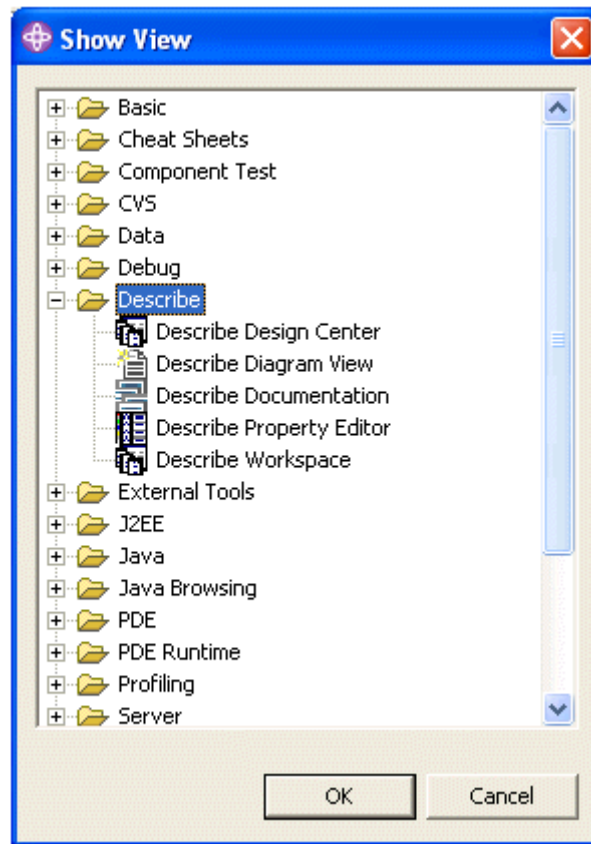 Show View
Basic
Cheat Sheets
Component Test
CVS
Data
Debug
Describe
Describe Design Center
Describe Diagram View
Describe Documentation
Describe Property Editor
Describe Workspace
External Tools
J2EE
Java
Java Browsing
PDE
PDE Runtime
Profiling
Server
OK Cancel